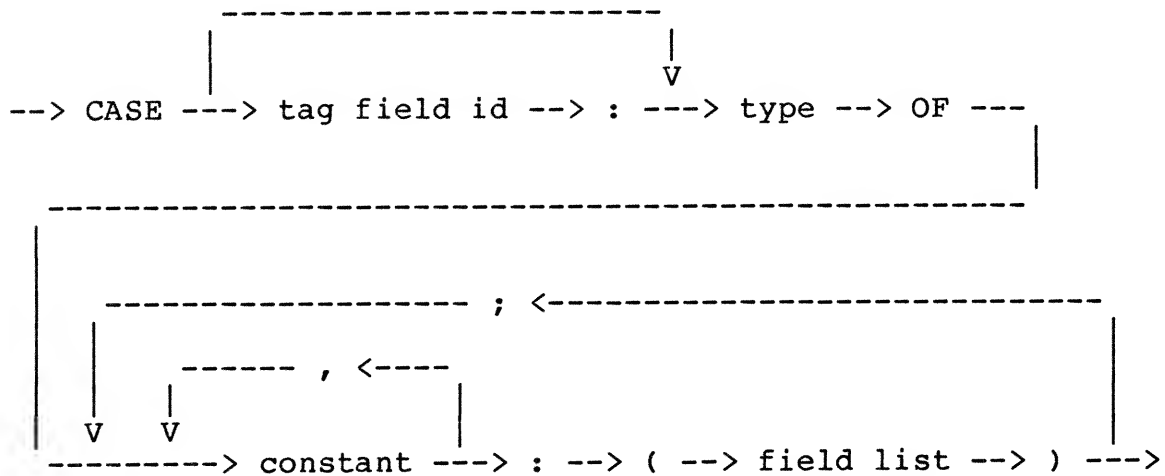 --> CASE ---> tag field id --> : ---> type --> OF ---
;
,
---------> constant ---> : --> ( --> field list --> ) --->